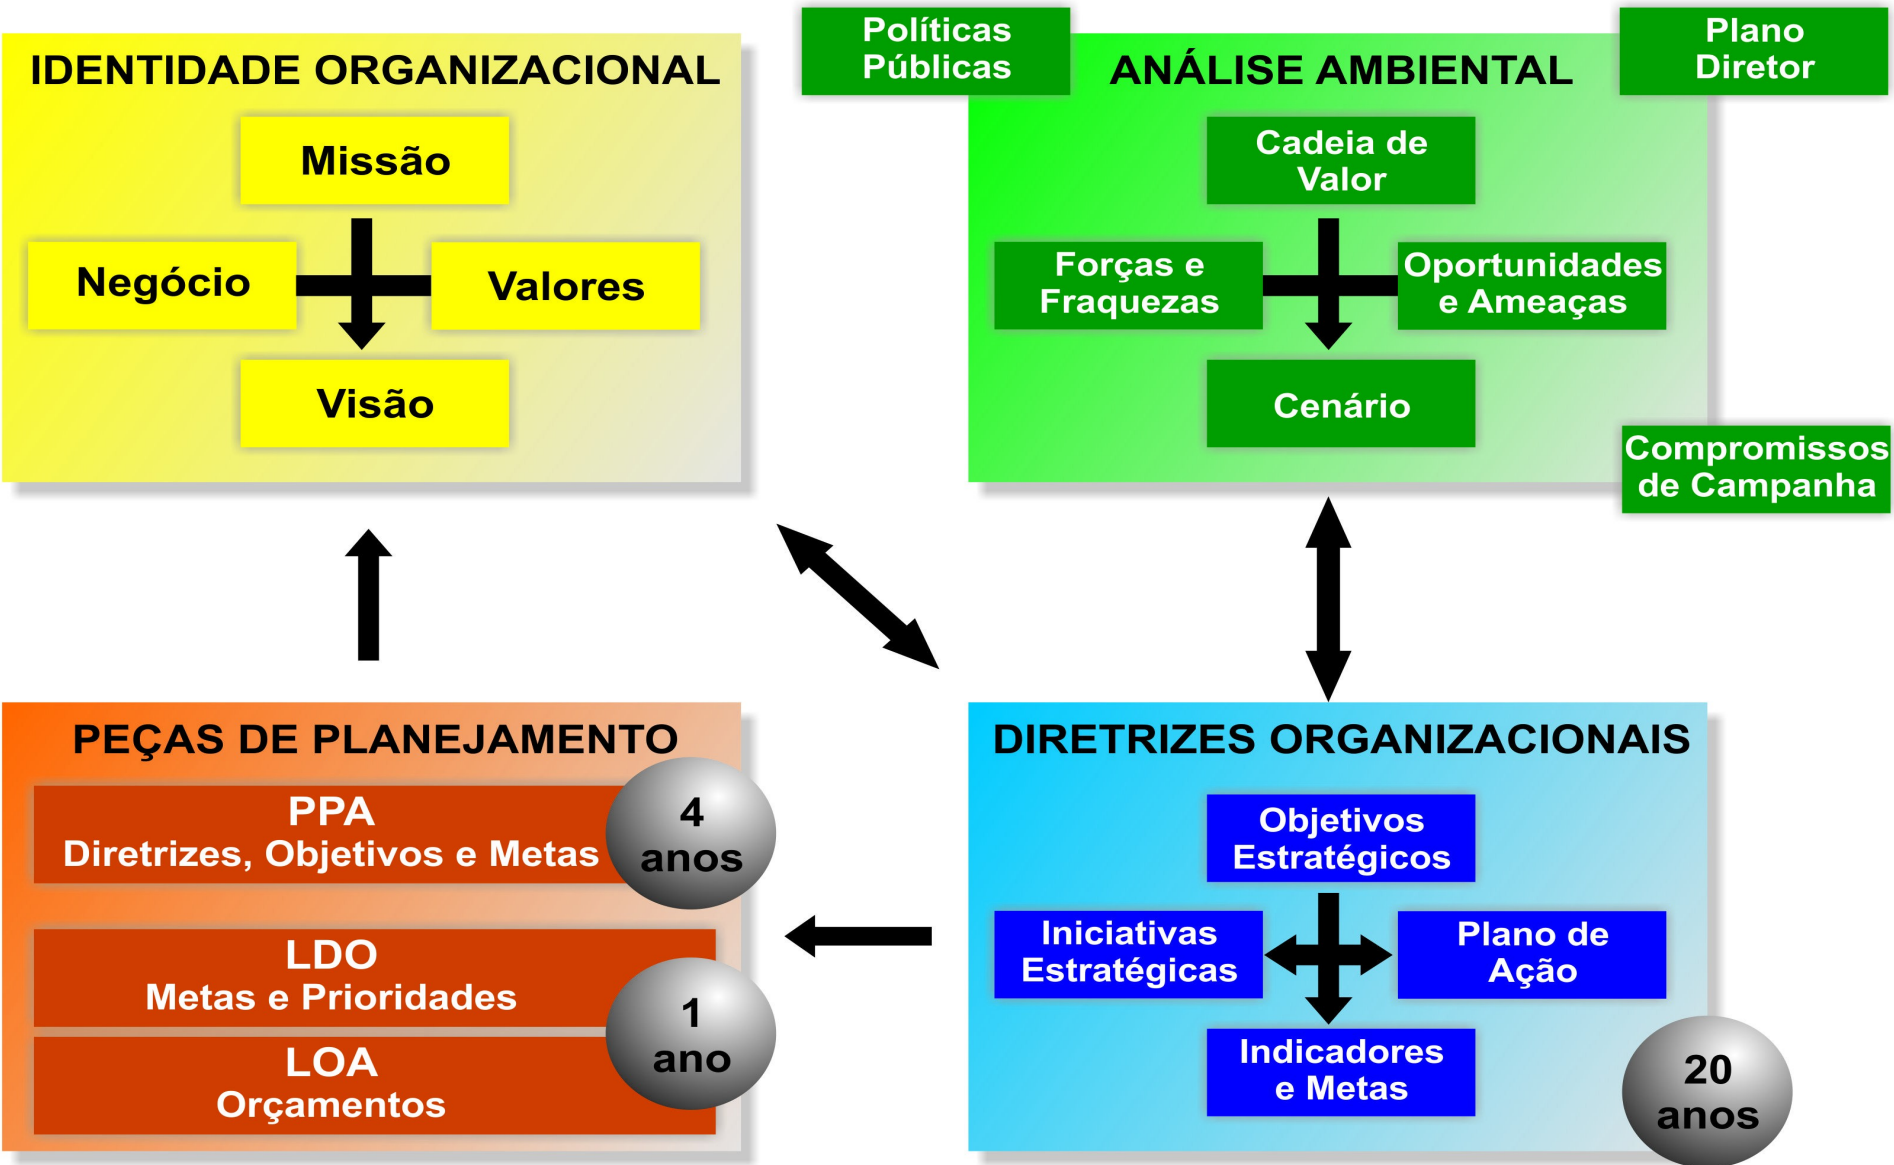 IDENTIDADE ORGANIZACIONAL
Missão
Negócio
Valores
Visão
Políticas
Públicas
ANÁLISE AMBIENTAL
Plano
Diretor
Cadeia de
Valor
Forças e
Fraquezas
Oportunidades
e Ameaças
Cenário
Compromissos
de Campanha
PEÇAS DE PLANEJAMENTO
PPA
Diretrizes, Objetivos e Metas
4
anos
LDO
Metas e Prioridades
1
ano
LOA
Orçamentos
DIRETRIZES ORGANIZACIONAIS
Objetivos
Estratégicos
Iniciativas
Estratégicas
Plano de
Ação
Indicadores
e Metas
20
anos